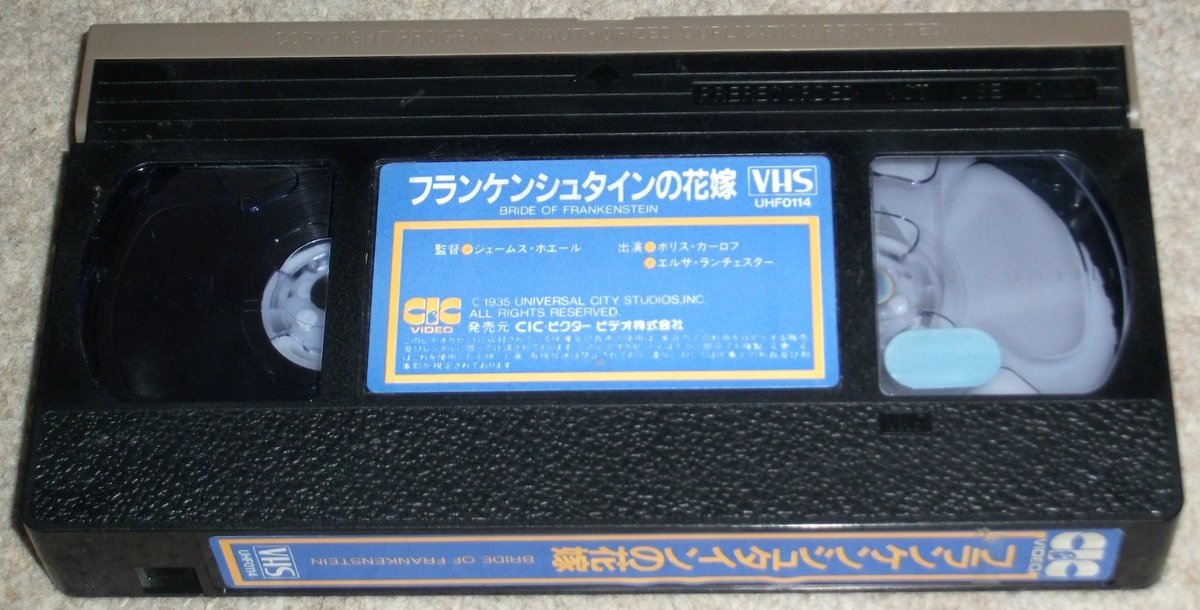 COPYRIGHT PROGRAM-UNAUTHORIZED DUPLICATION PROHIBITED
PRERECORDED USE ONLY
フランケンシュタインの花嫁 VHS
BRIDE OF FRANKENSTEIN UHF0114
監督●ジェームス・ホエール 出演●ボリス・カーロフ
●エルサ・ランチェスター
CIC VIDEO
C 1935 UNIVERSAL CITY STUDIOS,INC
ALL RIGHTS RESERVED.
発売元 CIC・ビクター ビデオ株式会社
VHS
UHF0114
BRIDE OF FRANKENSTEIN
フランケンシュタインの花嫁
CIC VIDEO